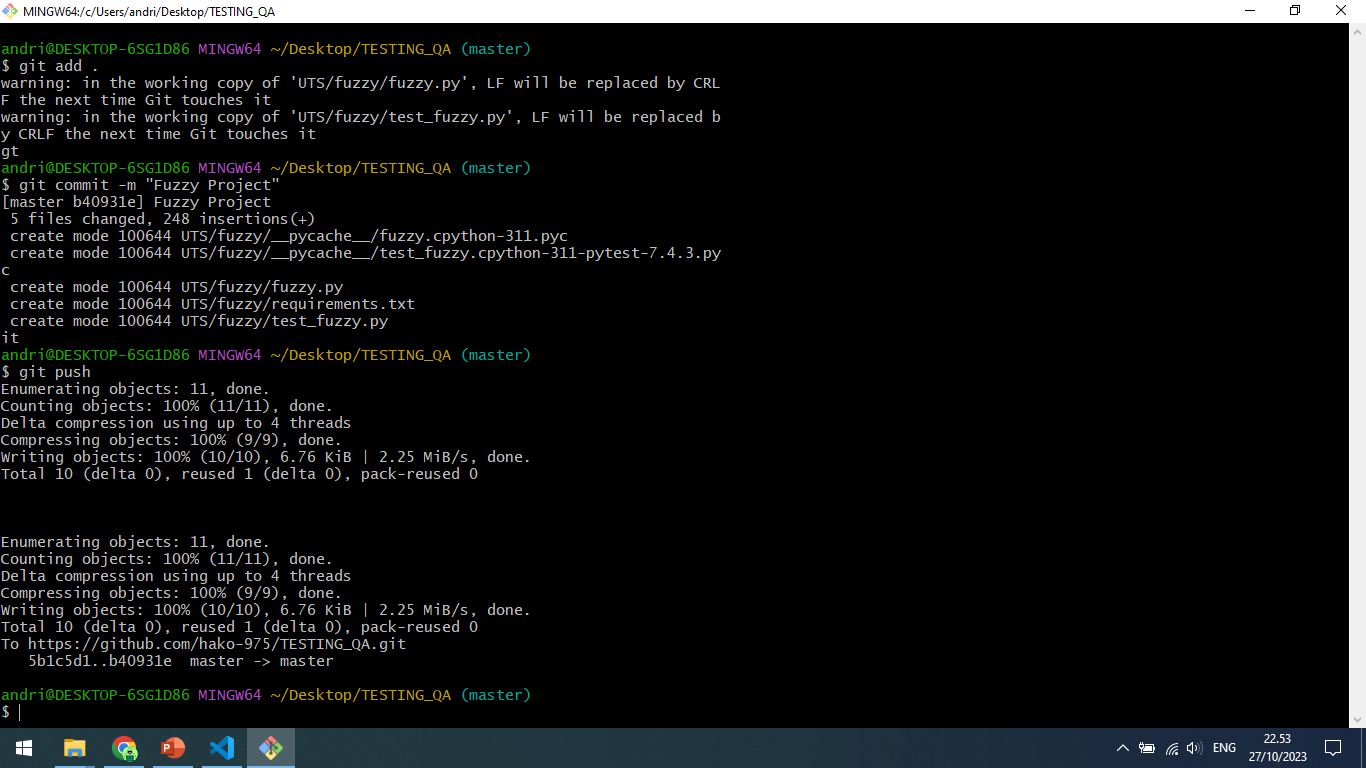 MINGW64:/c/Users/andri/Desktop/TESTING_QA
andri@DESKTOP-6SG1D86 MINGW64 ~/Desktop/TESTING_QA (master)
$ git add .
warning: in the working copy of 'UTS/fuzzy/fuzzy.py', LF will be replaced by CRL
F the next time Git touches it
warning: in the working copy of 'UTS/fuzzy/test_fuzzy.py', LF will be replaced b
y CRLF the next time Git touches it
gt
andri@DESKTOP-6SG1D86 MINGW64 ~/Desktop/TESTING_QA (master)
$ git commit -m "Fuzzy Project"
[master b40931e] Fuzzy Project
 5 files changed, 248 insertions(+)
 create mode 100644 UTS/fuzzy/__pycache__/fuzzy.cpython-311.pyc
 create mode 100644 UTS/fuzzy/__pycache__/test_fuzzy.cpython-311-pytest-7.4.3.py
c
 create mode 100644 UTS/fuzzy/fuzzy.py
 create mode 100644 UTS/fuzzy/requirements.txt
 create mode 100644 UTS/fuzzy/test_fuzzy.py
it
andri@DESKTOP-6SG1D86 MINGW64 ~/Desktop/TESTING_QA (master)
$ git push
Enumerating objects: 11, done.
Counting objects: 100% (11/11), done.
Delta compression using up to 4 threads
Compressing objects: 100% (9/9), done.
Writing objects: 100% (10/10), 6.76 KiB | 2.25 MiB/s, done.
Total 10 (delta 0), reused 1 (delta 0), pack-reused 0
Enumerating objects: 11, done.
Counting objects: 100% (11/11), done.
Delta compression using up to 4 threads
Compressing objects: 100% (9/9), done.
Writing objects: 100% (10/10), 6.76 KiB | 2.25 MiB/s, done.
Total 10 (delta 0), reused 1 (delta 0), pack-reused 0
To https://github.com/hako-975/TESTING_QA.git
   5b1c5d1..b40931e  master -> master
andri@DESKTOP-6SG1D86 MINGW64 ~/Desktop/TESTING_QA (master)
$
ENG
22.53
27/10/2023